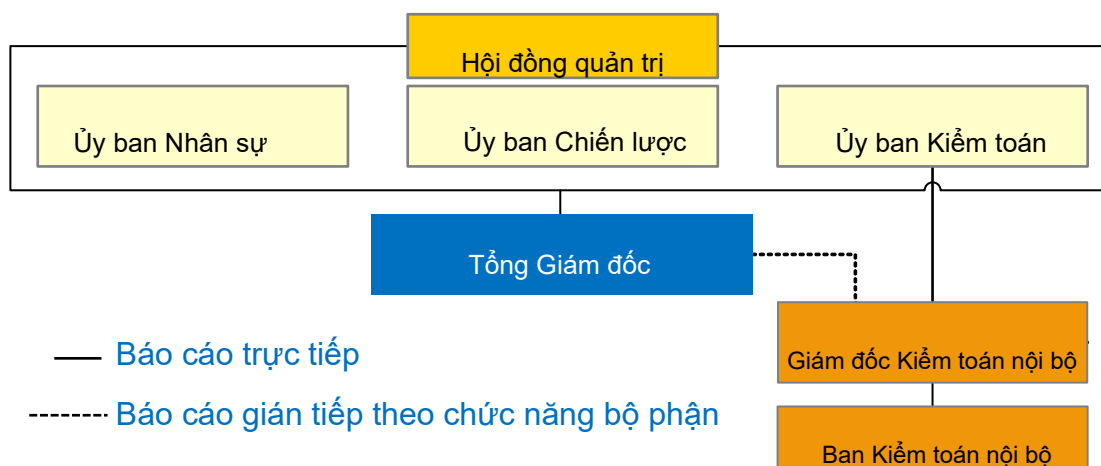 Hội đồng quản trị
Ủy ban Nhân sự
Ủy ban Chiến lược
Ủy ban Kiểm toán
Tổng Giám đốc
Báo cáo trực tiếp
Giám đốc Kiểm toán nội bộ
Báo cáo gián tiếp theo chức năng bộ phận
Ban Kiểm toán nội bộ